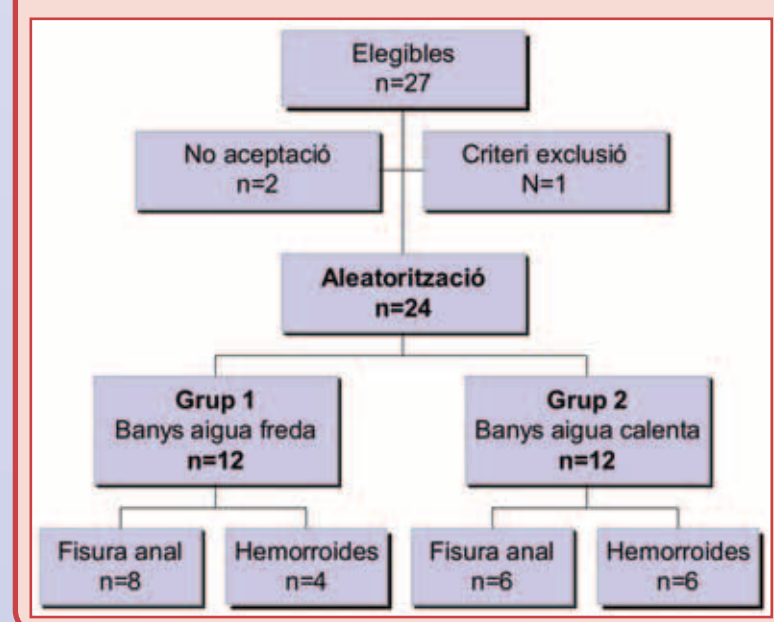 Elegibles
n=27
No aceptació
n=2
Criteri exclusió
N=1
Aleatorització
n=24
Grup 1
Banys aigua freda
n=12
Grup 2
Banys aigua calenta
n=12
Fisura anal
n=8
Hemorroides
n=4
Fisura anal
n=6
Hemorroides
n=6